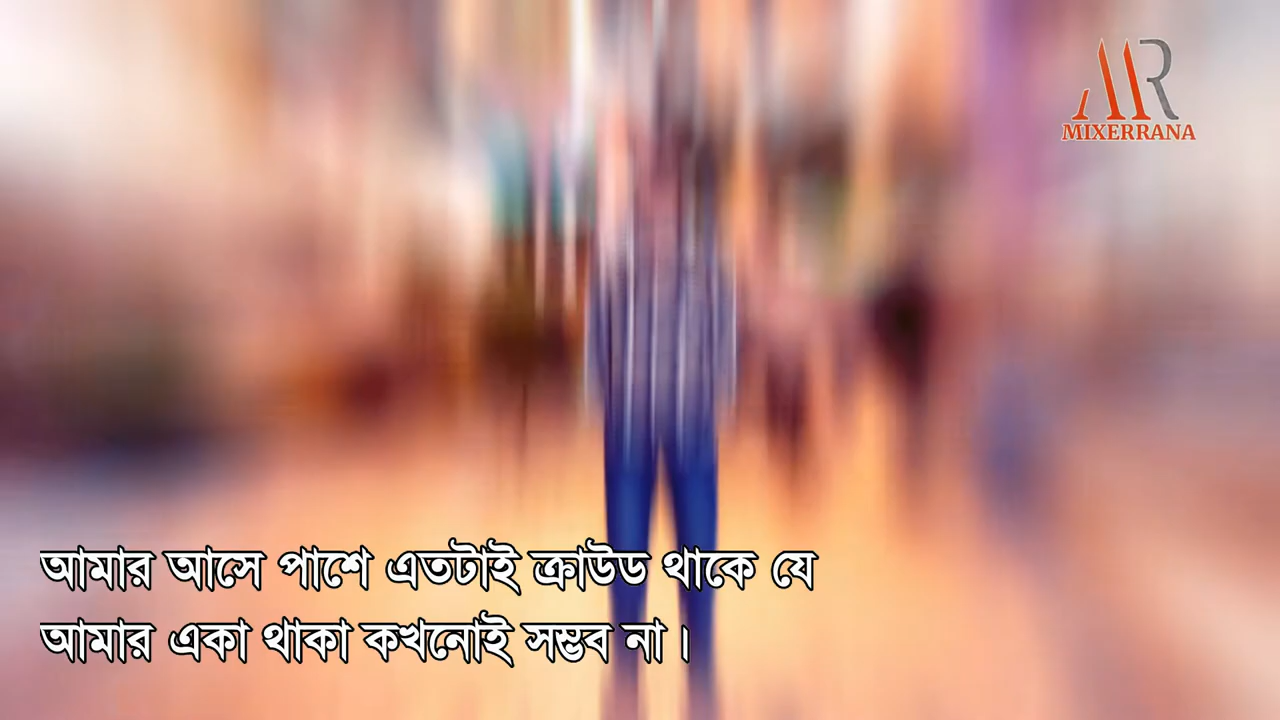 MIXERRANA
আমার আসে পাশে এতটাই ক্রাউড থাকে যে
আমার একা থাকা কখনোই সম্ভব না।